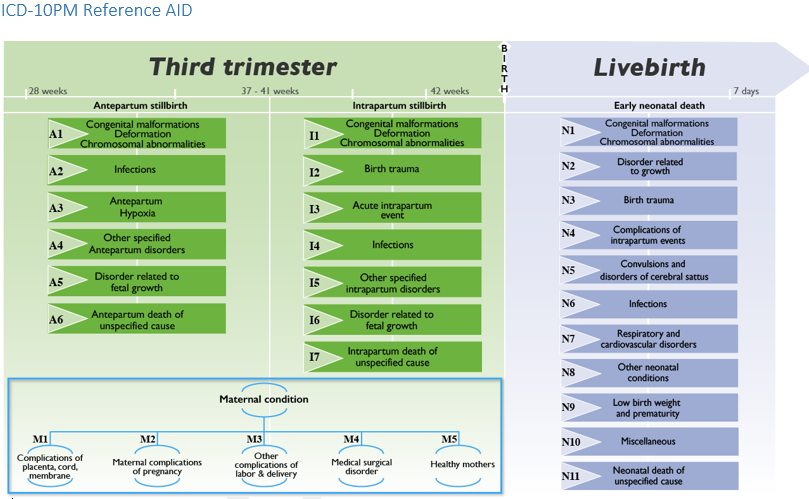 ICD-10PM Reference AID
Third trimester
BIRTH
Livebirth
28 weeks
37 - 41 weeks
42 weeks
7 days
Antepartum stillbirth
Intrapartum stillbirth
Early neonatal death
A1
Congenital malformations
Deformation
Chromosomal abnormalities
A2
Infections
A3
Antepartum
Hypoxia
A4
Other specified
Antepartum disorders
A5
Disorder related to
fetal growth
A6
Antepartum death of
unspecified cause
I1
Congenital malformations
Deformation
Chromosomal abnormalities
I2
Birth trauma
I3
Acute intrapartum
event
I4
Infections
I5
Other specified
intrapartum disorders
I6
Disorder related to
fetal growth
I7
Intrapartum death of
unspecified cause
N1
Congenital malformations
Deformation
Chromosomal abnormalities
N2
Disorder related
to growth
N3
Birth trauma
N4
Complications of
intrapartum events
N5
Convulsions and
disorders of cerebral sattus
N6
Infections
N7
Respiratory and
cardiovascular disorders
N8
Other neonatal
conditions
N9
Low birth weight
and prematurity
N10
Miscellaneous
N11
Neonatal death of
unspecified cause
Maternal condition
M1
Complications of
placenta, cord,
membrane
M2
Maternal complications
of pregnancy
M3
Other
complications of
labor & delivery
M4
Medical surgical
disorder
M5
Healthy mothers